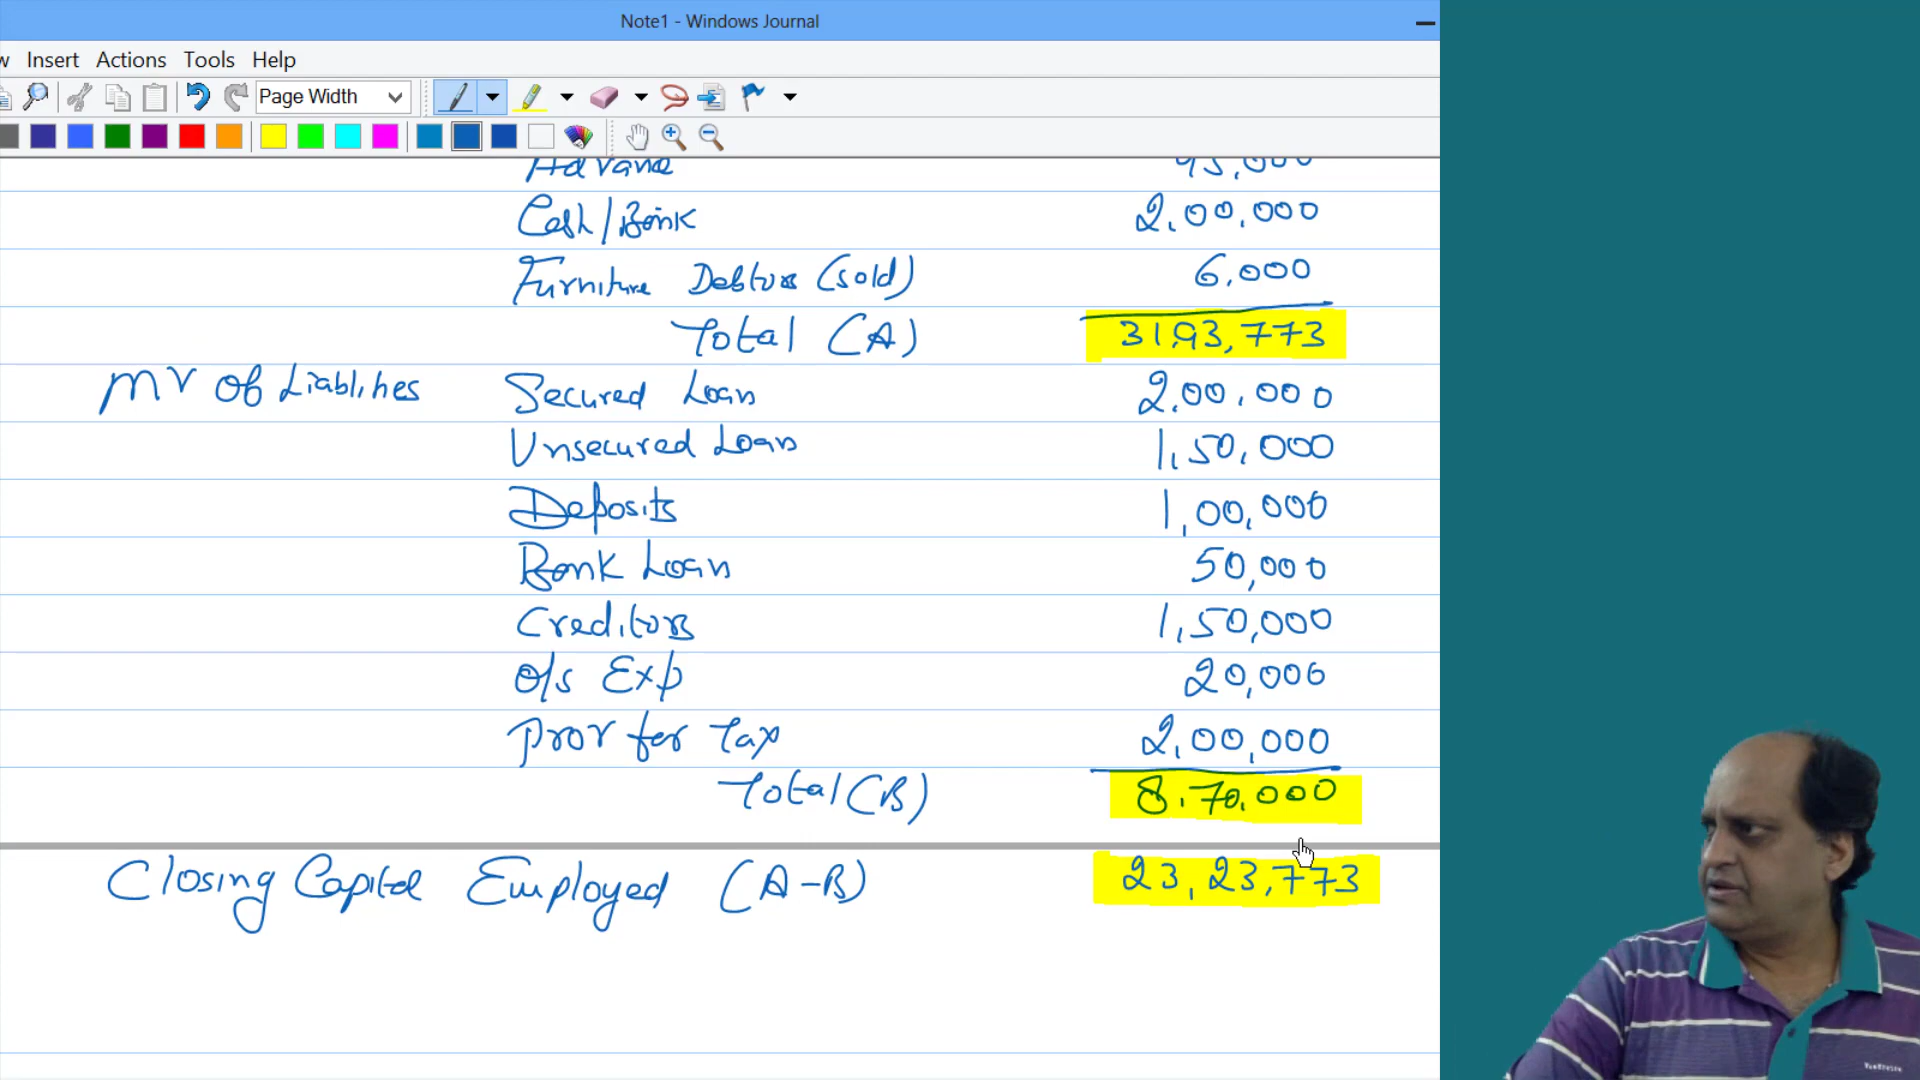 Note1 - Windows Journal
w Insert Actions Tools Help
Page Width
Advance 95,000
Cash/Bank 2,00,000
Furniture Debtors (sold) 6,000
Total (A) 31,93,773
MV Of Liablities Secured Loan 2,00,000
Unsecured Loan 1,50,000
Deposits 1,00,000
Bank Loan 50,000
Creditors 1,50,000
O/s Exp 20,000
Prov for Tax 2,00,000
Total (B) 8,70,000
Closing Capital Employed (A-B) 23,23,773